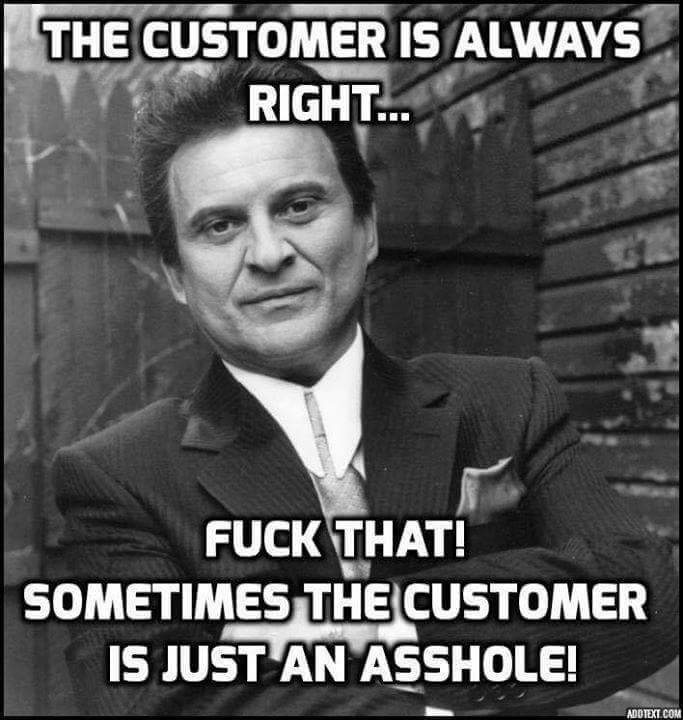 THE CUSTOMER IS ALWAYS
RIGHT...
FUCK THAT!
SOMETIMES THE CUSTOMER
IS JUST AN ASSHOLE!
ADDTEXT.COM